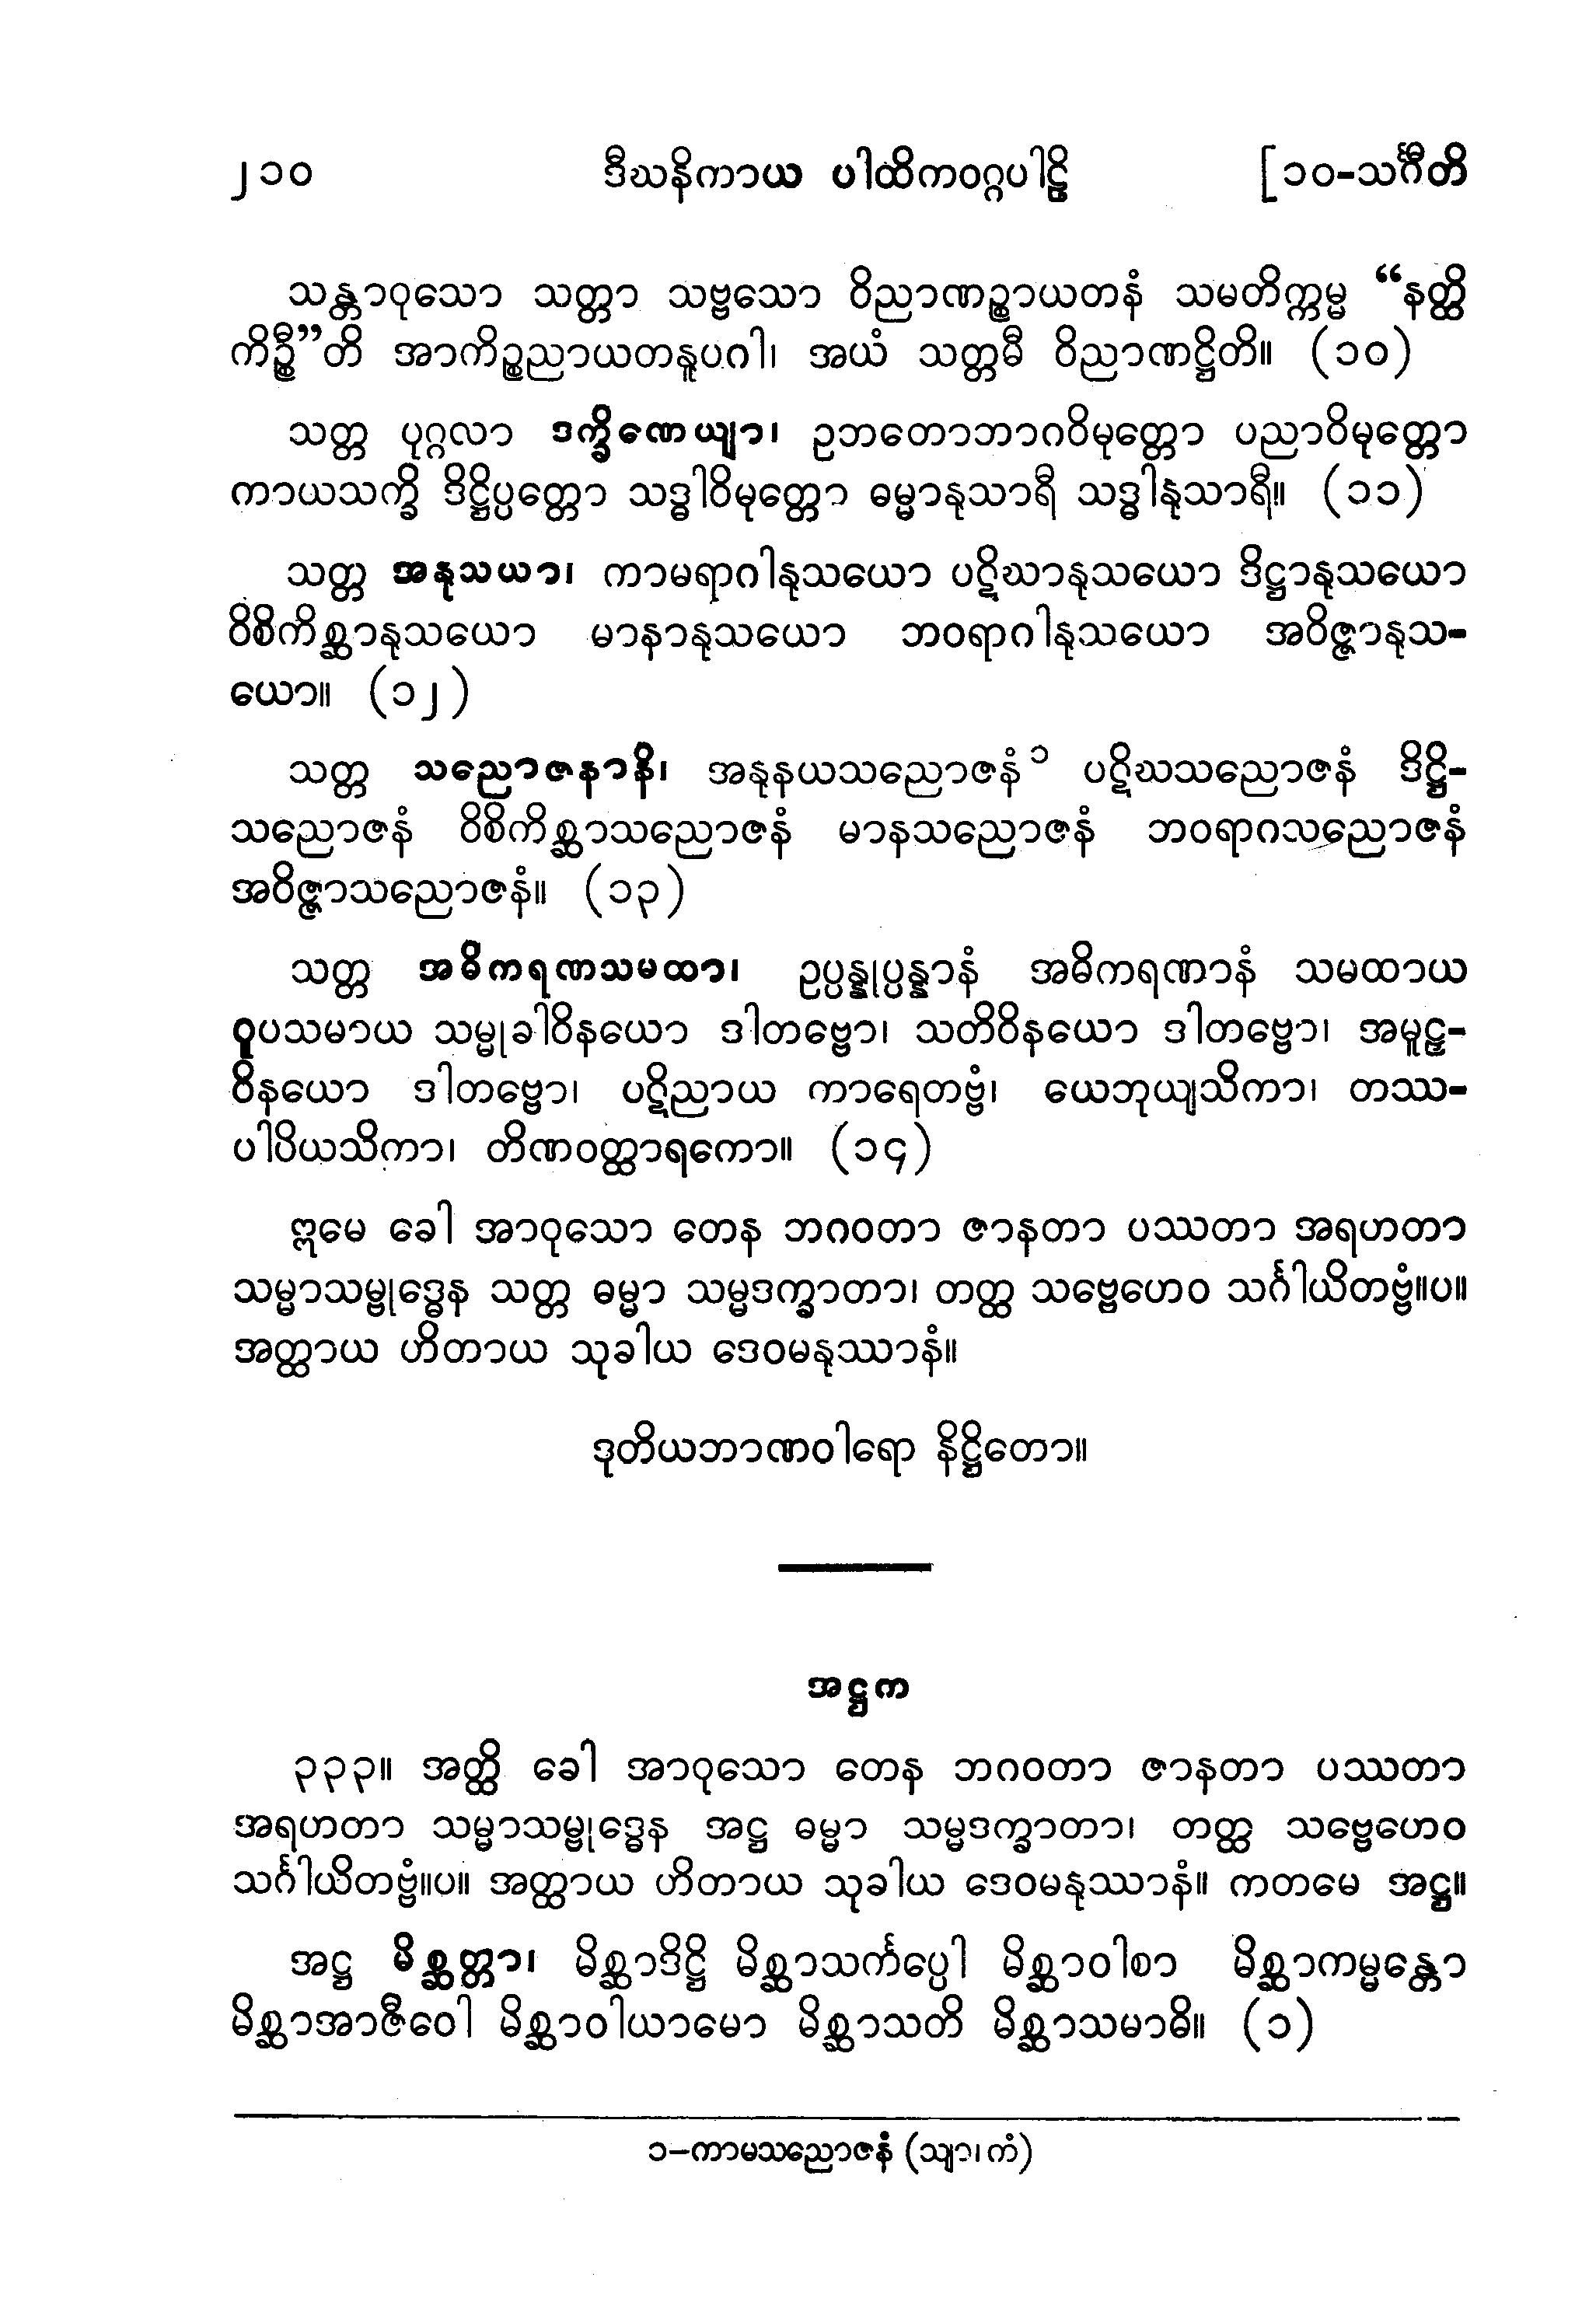 ၂၁၀ ဒီဃနိကာယ ပါထိကဝဂ္ဂပါဠိ [၁၀-သင်္ဂီတိ
သန္တာဝုသော သတ္တာ သဗ္ဗသော ဝိညာဏဉ္စာယတနံ သမတိက္ကမ္မ “နတ္ထိ
ကိဉ္စီ”တိ အာကိဉ္စညာယတနူပဂါ၊ အယံ သတ္တမီ ဝိညာဏဋ္ဌိတိ။ (၁၀)
သတ္တ ပုဂ္ဂလာ ဒက္ခိဏေယျာ၊ ဥဘတောဘာဂဝိမုတ္တော ပညာဝိမုတ္တော
ကာယသက္ခိ ဒိဋ္ဌိပ္ပတ္တော သဒ္ဓါဝိမုတ္တော ဓမ္မာနုသာရီ သဒ္ဓါနုသာရီ။ (၁၁)
သတ္တ အနုသယာ၊ ကာမရာဂါနုသယော ပဋိဃာနုသယော ဒိဋ္ဌာနုသယော
ဝိစိကိစ္ဆာနုသယော မာနာနုသယော ဘဝရာဂါနုသယော အဝိဇ္ဇာနုသ-
ယော။ (၁၂)
သတ္တ သညောဇနာနိ၊ အနုနယသညောဇနံ ၁ ပဋိဃသညောဇနံ ဒိဋ္ဌိ-
သညောဇနံ ဝိစိကိစ္ဆာသညောဇနံ မာနသညောဇနံ ဘဝရာဂသညောဇနံ
အဝိဇ္ဇာသညောဇနံ။ (၁၃)
သတ္တ အဓိကရဏသမထာ၊ ဥပ္ပန္နုပ္ပန္နာနံ အဓိကရဏာနံ သမထာယ
ဝူပသမာယ သမ္မုခါဝိနယော ဒါတဗ္ဗော၊ သတိဝိနယော ဒါတဗ္ဗော၊ အမူဠှ-
ဝိနယော ဒါတဗ္ဗော၊ ပဋိညာယ ကာရေတဗ္ဗံ၊ ယေဘုယျသိကာ၊ တဿ-
ပါပိယသိကာ၊ တိဏဝတ္ထာရကော။ (၁၄)
ဣမေ ခေါ အာဝုသော တေန ဘဂဝတာ ဇာနတာ ပဿတာ အရဟတာ
သမ္မာသမ္ဗုဒ္ဓေန သတ္တ ဓမ္မာ သမ္မဒက္ခာတာ၊ တတ္ထ သဗ္ဗေဟေဝ သင်္ဂါယိတဗ္ဗံ။ပ။
အတ္ထာယ ဟိတာယ သုခါယ ဒေဝမနုဿာနံ။
ဒုတိယဘာဏဝါရော နိဋ္ဌိတော။
အဋ္ဌက
၃၃၃။ အတ္ထိ ခေါ အာဝုသော တေန ဘဂဝတာ ဇာနတာ ပဿတာ
အရဟတာ သမ္မာသမ္ဗုဒ္ဓေန အဋ္ဌ ဓမ္မာ သမ္မဒက္ခာတာ၊ တတ္ထ သဗ္ဗေဟေဝ
သင်္ဂါယိတဗ္ဗံ။ပ။ အတ္ထာယ ဟိတာယ သုခါယ ဒေဝမနုဿာနံ။ ကတမေ အဋ္ဌ။
အဋ္ဌ မိစ္ဆတ္တာ၊ မိစ္ဆာဒိဋ္ဌိ မိစ္ဆာသင်္ကပ္ပေါ မိစ္ဆာဝါစာ မိစ္ဆာကမ္မန္တော
မိစ္ဆာအာဇီဝေါ မိစ္ဆာဝါယာမော မိစ္ဆာသတိ မိစ္ဆာသမာဓိ။ (၁)
၁–ကာမသညောဇနံ (သျာ၊ကံ)